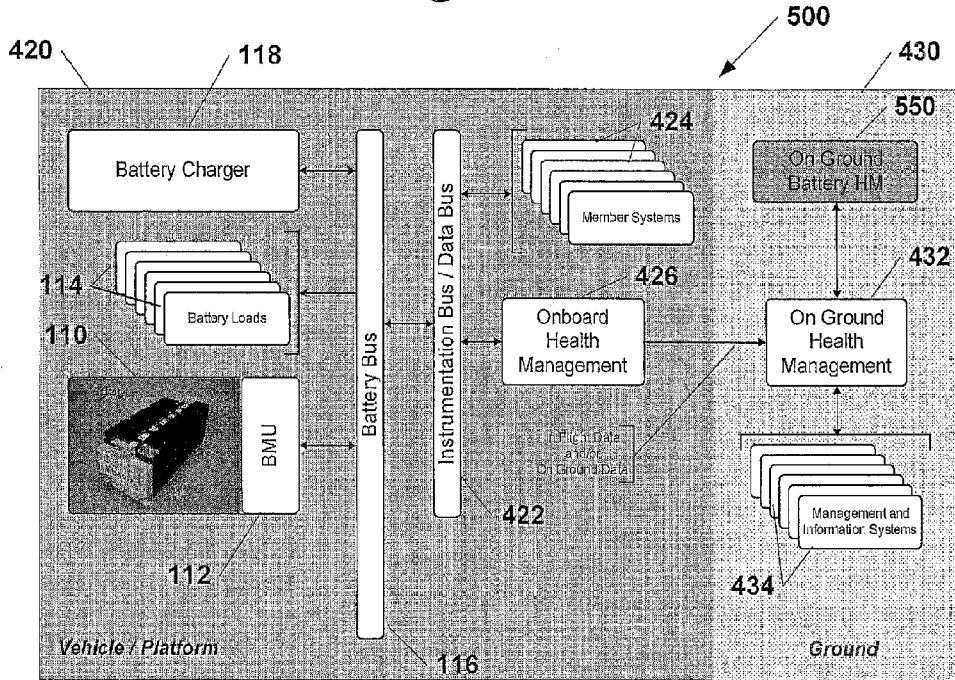 500
420
118
430
424
550
Battery Charger
On Ground
Battery HM
Member Systems
114
Battery Loads
426
432
110
Onboard
Health
Management
On Ground
Health
Management
BMU
Battery Bus
Instrumentation Bus / Data Bus
In Flight Data
and/or
On Ground Data
422
Management and
Information Systems
112
434
Vehicle / Platform
116
Ground